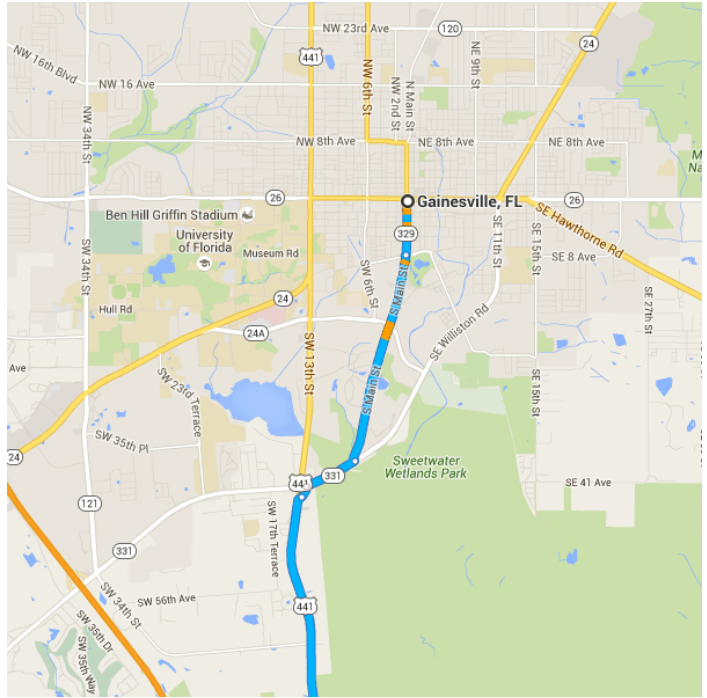 NW 23rd Ave
120
441
24
NW 16th Blvd
NW 6th St
NW 2nd St
N Main St
NE 9th St
NW 16 Ave
NW 34th St
NW 8th Ave
NE 8th Ave
NE 8th Ave
26
Gainesville, FL
26
Ben Hill Griffin Stadium
University
of Florida
Museum Rd
329
SE 11th St
SE 15th St
SE Hawthorne Rd
SE 8 Ave
SW 34th St
SW 6th St
S Main St
Hull Rd
24
24A
SE Williston Rd
SE 27th St
Ave
SW 13th St
SW 23rd Terrace
S Main St
SE 15th St
SW 35th Pl
24
Sweetwater
Wetlands Park
331
441
SE 41 Ave
121
SW 17th Terrace
331
SW 34th St
SW 56th Ave
441
SW 35th Dr
SW 35th Way